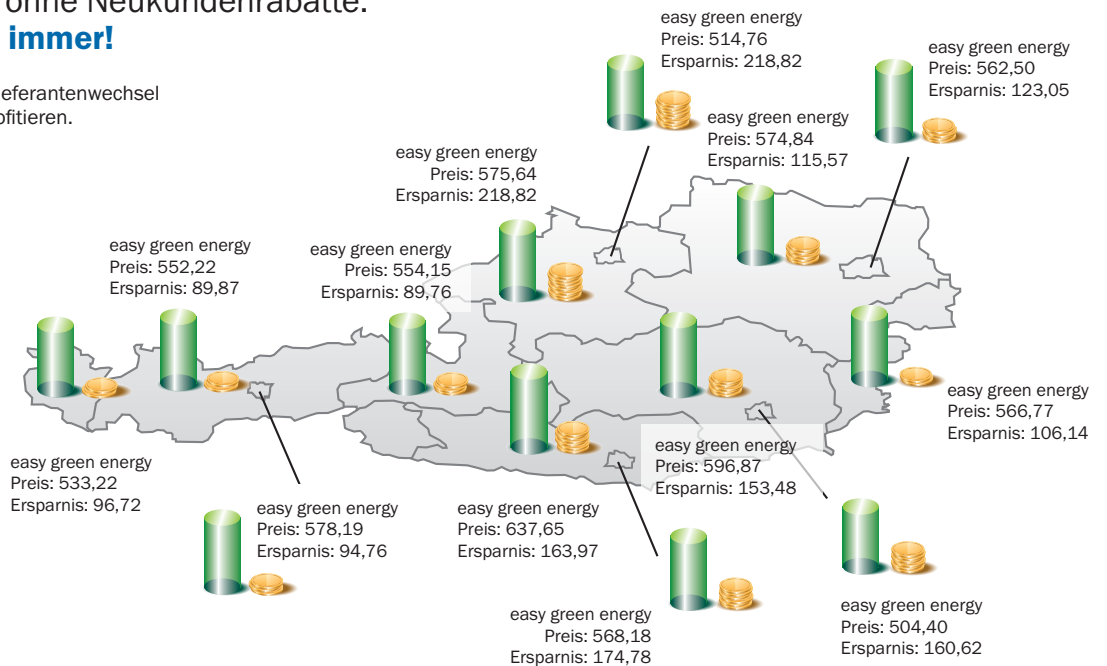 ohne Neukundenrabatte.
immer!
eferantenwechsel
ofitieren.
easy green energy
Preis: 514,76
Ersparnis: 218,82
easy green energy
Preis: 562,50
Ersparnis: 123,05
easy green energy
Preis: 574,84
Ersparnis: 115,57
easy green energy
Preis: 575,64
Ersparnis: 218,82
easy green energy
Preis: 552,22
Ersparnis: 89,87
easy green energy
Preis: 554,15
Ersparnis: 89,76
easy green energy
Preis: 566,77
Ersparnis: 106,14
easy green energy
Preis: 596,87
Ersparnis: 153,48
easy green energy
Preis: 533,22
Ersparnis: 96,72
easy green energy
Preis: 578,19
Ersparnis: 94,76
easy green energy
Preis: 637,65
Ersparnis: 163,97
easy green energy
Preis: 568,18
Ersparnis: 174,78
easy green energy
Preis: 504,40
Ersparnis: 160,62